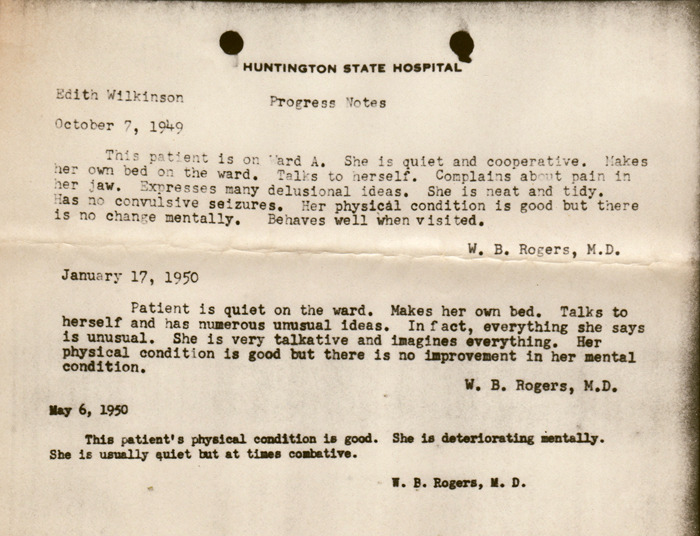 HUNTINGTON STATE HOSPITAL
Edith Wilkinson
Progress Notes
October 7, 1949
This patient is on Ward A. She is quiet and cooperative. Makes
her own bed on the ward. Talks to herself. Complains about pain in
her jaw. Expresses many delusional ideas. She is neat and tidy.
Has no convulsive seizures. Her physical condition is good but there
is no change mentally. Behaves well when visited.
W. B. Rogers, M.D.
January 17, 1950
Patient is quiet on the ward. Makes her own bed. Talks to
herself and has numerous unusual ideas. In fact, everything she says
is unusual. She is very talkative and imagines everything. Her
physical condition is good but there is no improvement in her mental
condition.
W. B. Rogers, M.D.
May 6, 1950
This patient's physical condition is good. She is deteriorating mentally.
She is usually quiet but at times combative.
W. B. Rogers, M. D.